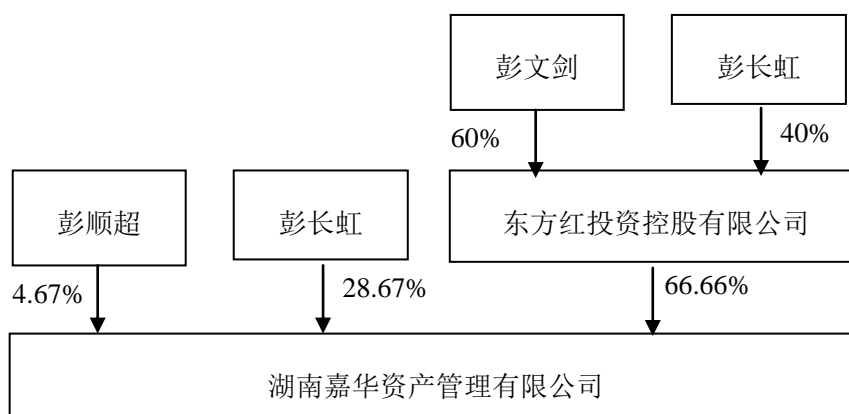 彭文剑
彭长虹
60%
40%
彭顺超
彭长虹
东方红投资控股有限公司
4.67%
28.67%
66.66%
湖南嘉华资产管理有限公司